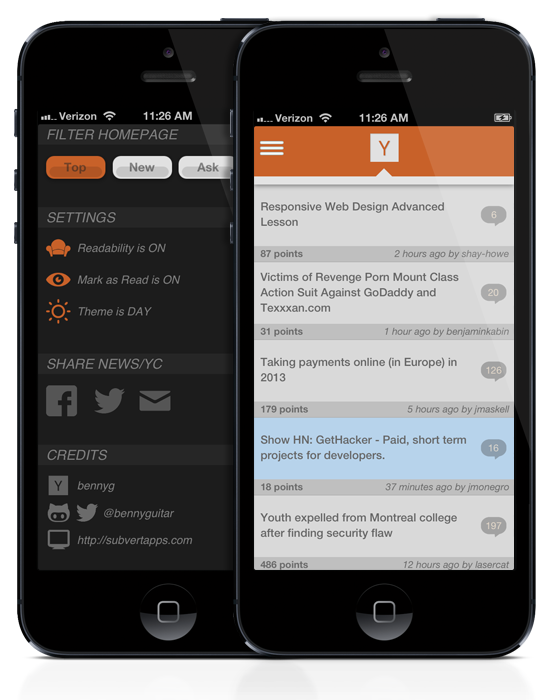 Verizon
11:26 AM
FILTER HOMEPAGE
Top
New
Ask
SETTINGS
Readability is ON
Mark as Read is ON
Theme is DAY
SHARE NEWS/YC
CREDITS
Y
bennyg
@bennyguitar
http://subvertapps.com
Verizon
11:26 AM
Y
Responsive Web Design Advanced
Lesson
6
87 points
2 hours ago by shay-howe
Victims of Revenge Porn Mount Class
Action Suit Against GoDaddy and
Texxxan.com
20
31 points
1 hour ago by benjaminkabin
Taking payments online (in Europe) in
2013
126
179 points
5 hours ago by jmaskell
Show HN: GetHacker - Paid, short term
projects for developers.
16
18 points
37 minutes ago by jmonegro
Youth expelled from Montreal college
after finding security flaw
197
486 points
12 hours ago by lasercat